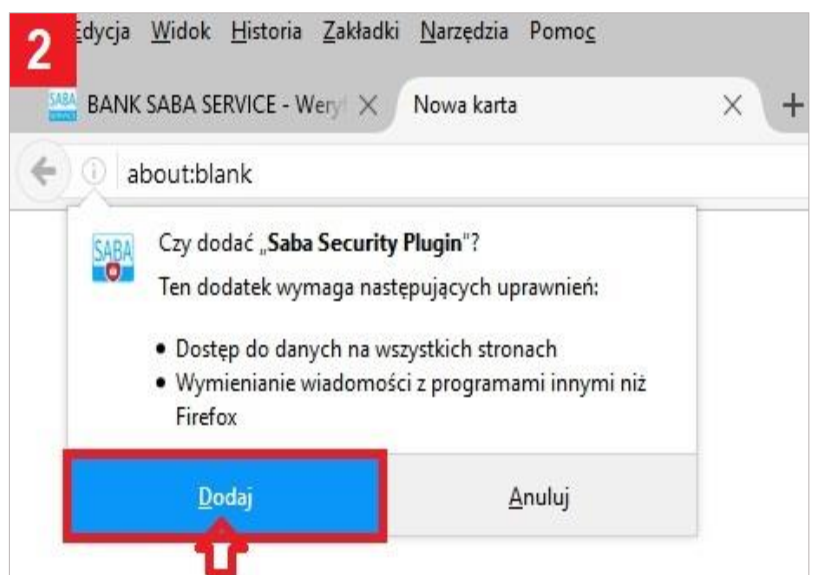 2
Edycja Widok Historia Zakładki Narzędzia Pomoc
SABA
BANK SABA SERVICE - Wery
Nowa karta
about:blank
SABA
Czy dodać „Saba Security Plugin”?
Ten dodatek wymaga następujących uprawnień:
• Dostęp do danych na wszystkich stronach
• Wymienianie wiadomości z programami innymi niż
Firefox
Dodaj
Anuluj